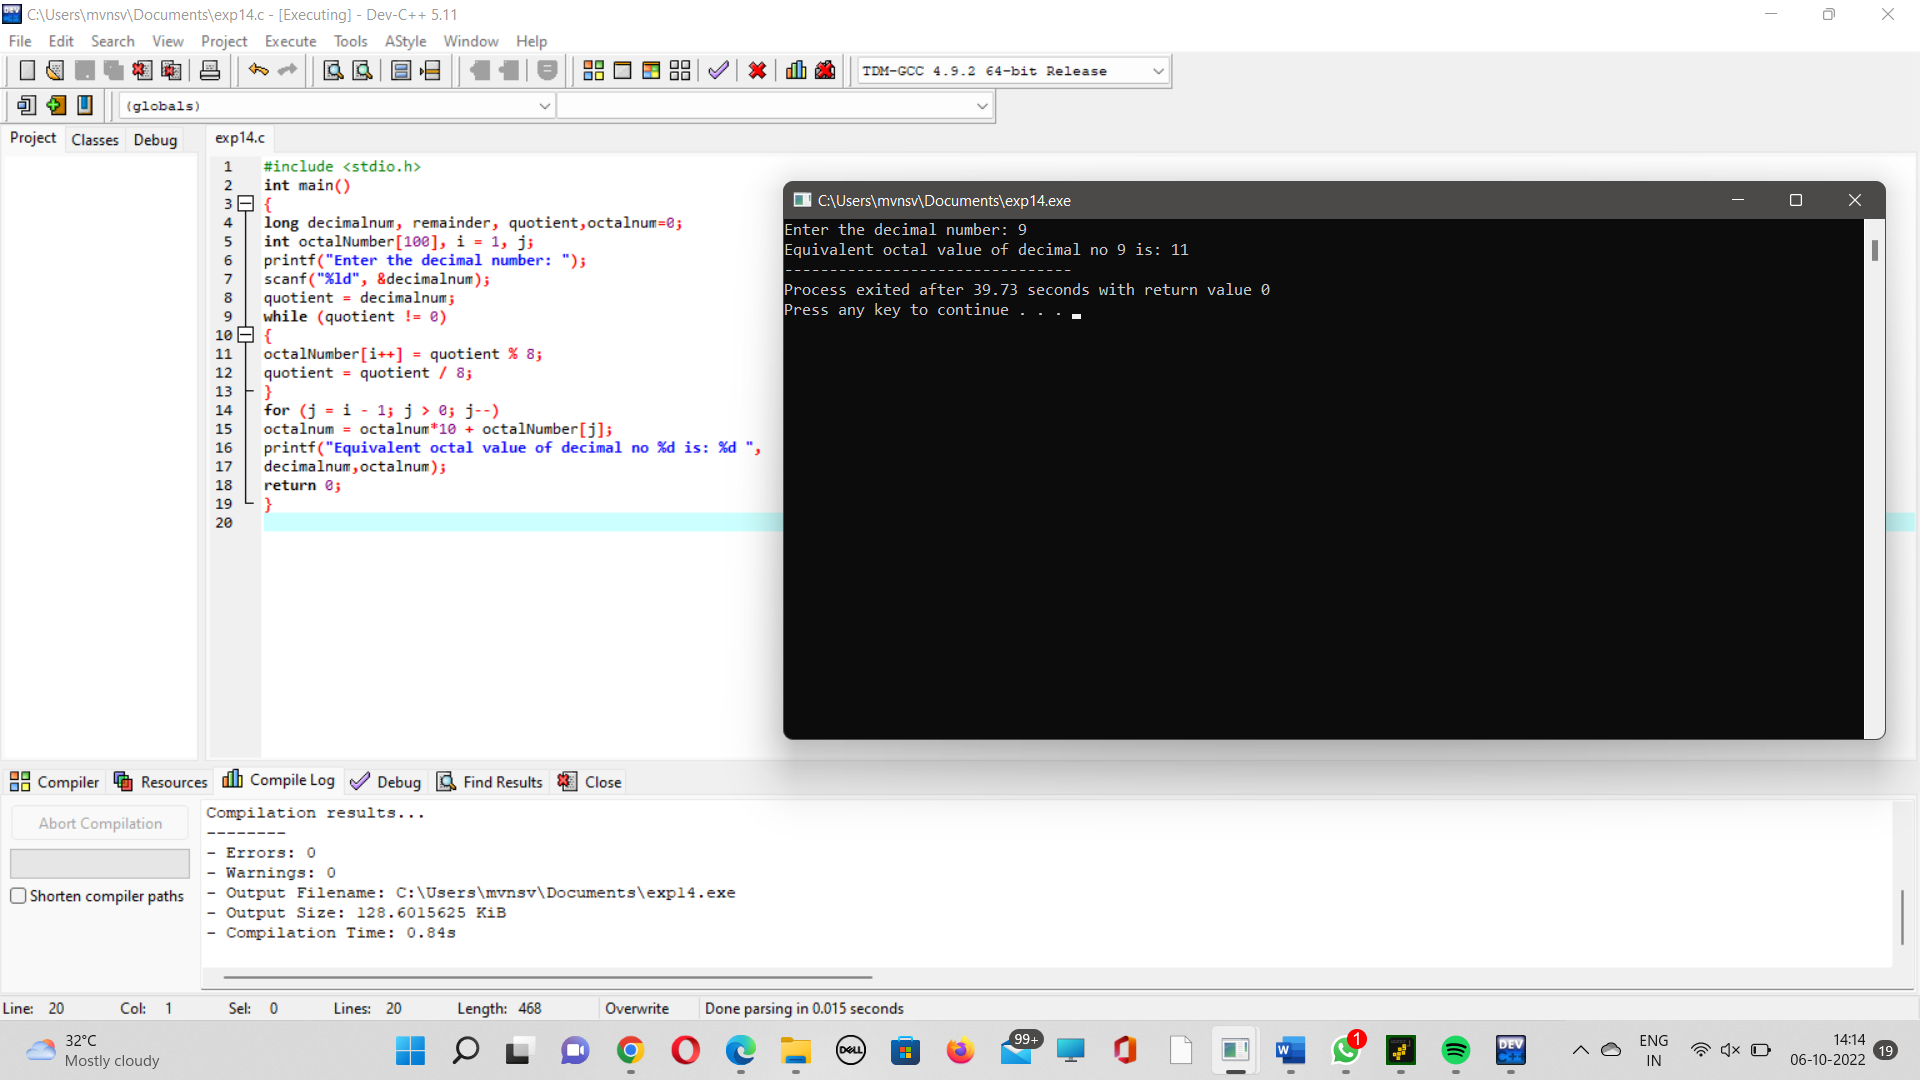 C:\Users\mvnsv\Documents\exp14.c - [Executing] - Dev-C++ 5.11
File Edit Search View Project Execute Tools AStyle Window Help
TDM-GCC 4.9.2 64-bit Release
(globals)
Project Classes Debug
exp14.c
1 #include <stdio.h>
2 int main()
3 {
4 long decimalnum, remainder, quotient,octalnum=0;
5 int octalNumber[100], i = 1, j;
6 printf("Enter the decimal number: ");
7 scanf("%ld", &decimalnum);
8 quotient = decimalnum;
9 while (quotient != 0)
10 {
11 octalNumber[i++] = quotient % 8;
12 quotient = quotient / 8;
13 }
14 for (j = i - 1; j > 0; j--)
15 octalnum = octalnum*10 + octalNumber[j];
16 printf("Equivalent octal value of decimal no %d is: %d ",
17 decimalnum,octalnum);
18 return 0;
19 }
20
C:\Users\mvnsv\Documents\exp14.exe
Enter the decimal number: 9
Equivalent octal value of decimal no 9 is: 11
--------------------------------
Process exited after 39.73 seconds with return value 0
Press any key to continue . . .
Compiler Resources Compile Log Debug Find Results Close
Abort Compilation
Shorten compiler paths
Compilation results...
--------
- Errors: 0
- Warnings: 0
- Output Filename: C:\Users\mvnsv\Documents\exp14.exe
- Output Size: 128.6015625 KiB
- Compilation Time: 0.84s
Line: 20 Col: 1 Sel: 0 Lines: 20 Length: 468 Overwrite Done parsing in 0.015 seconds
32°C
Mostly cloudy
DELL
99+
1
DEV
C++
ENG
IN
14:14
06-10-2022
19